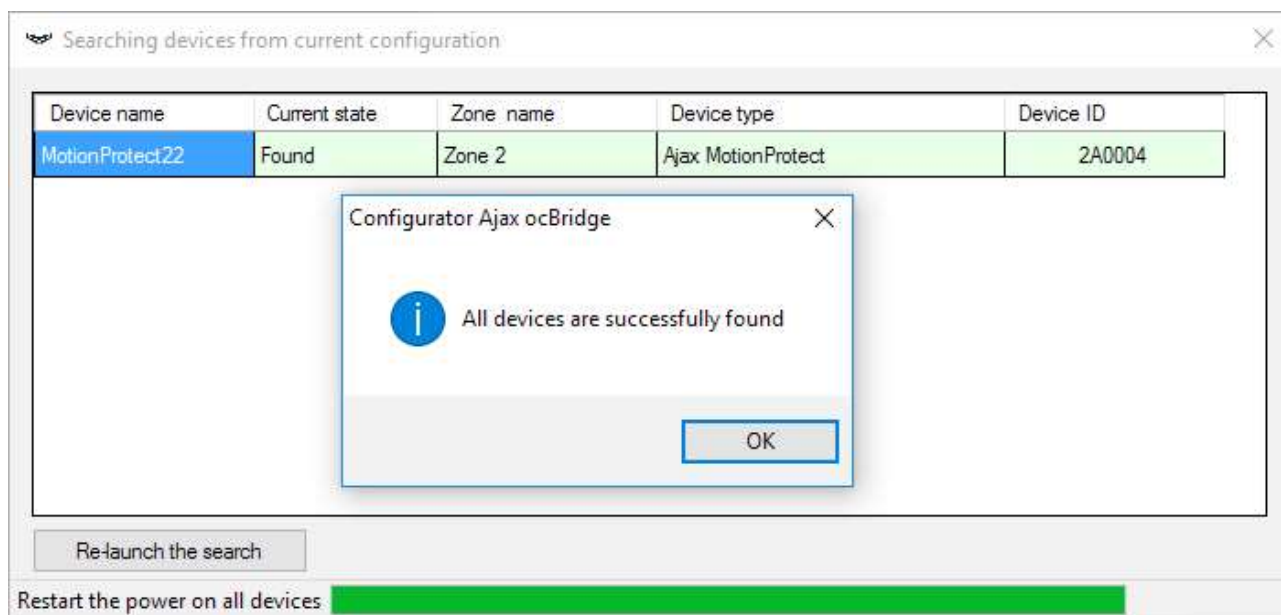 Searching devices from current configuration
Device name Current state Zone name Device type Device ID
MotionProtect22 Found Zone 2 Ajax MotionProtect 2A0004
Configurator Ajax ocBridge
All devices are successfully found
OK
Re-launch the search
Restart the power on all devices